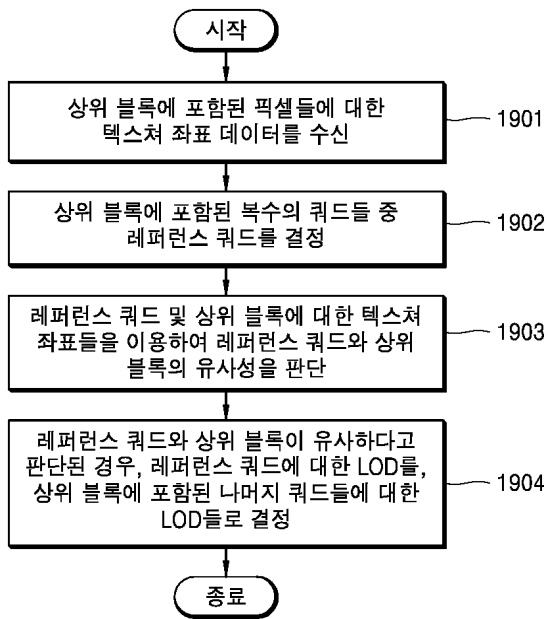 시작
상위 블록에 포함된 픽셀들에 대한
텍스쳐 좌표 데이터를 수신
1901
상위 블록에 포함된 복수의 쿼드들 중
레퍼런스 쿼드를 결정
1902
레퍼런스 쿼드 및 상위 블록에 대한 텍스쳐
좌표들을 이용하여 레퍼런스 쿼드와 상위
블록의 유사성을 판단
1903
레퍼런스 쿼드와 상위 블록이 유사하다고
판단된 경우, 레퍼런스 쿼드에 대한 LOD를,
상위 블록에 포함된 나머지 쿼드들에 대한
LOD들로 결정
1904
종료